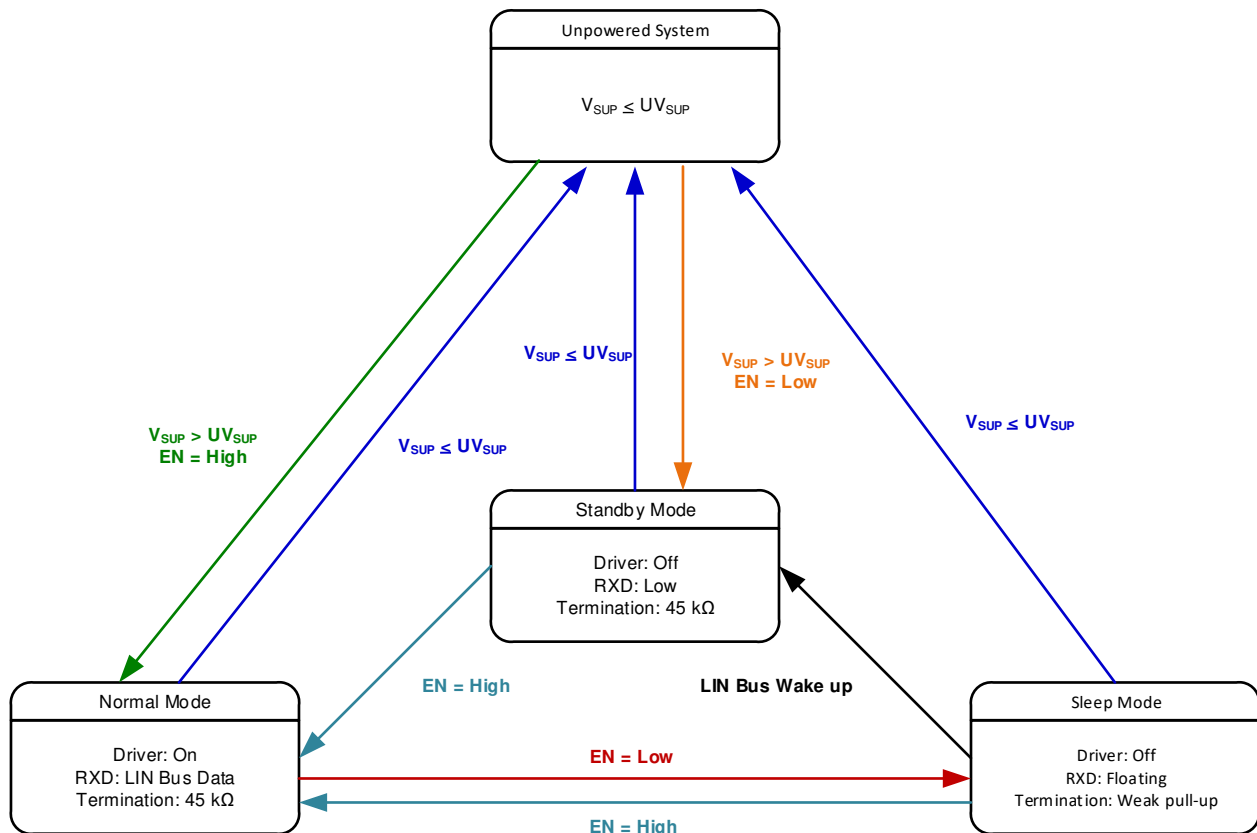 Unpowered System
V_SUP ≤ UV_SUP
V_SUP ≤ UV_SUP
V_SUP > UV_SUP
EN = Low
V_SUP > UV_SUP
EN = High
V_SUP ≤ UV_SUP
V_SUP ≤ UV_SUP
Standby Mode
Driver: Off
RXD: Low
Termination: 45 kΩ
EN = High
LIN Bus Wake up
Normal Mode
Driver: On
RXD: LIN Bus Data
Termination: 45 kΩ
EN = Low
EN = High
Sleep Mode
Driver: Off
RXD: Floating
Termination: Weak pull-up